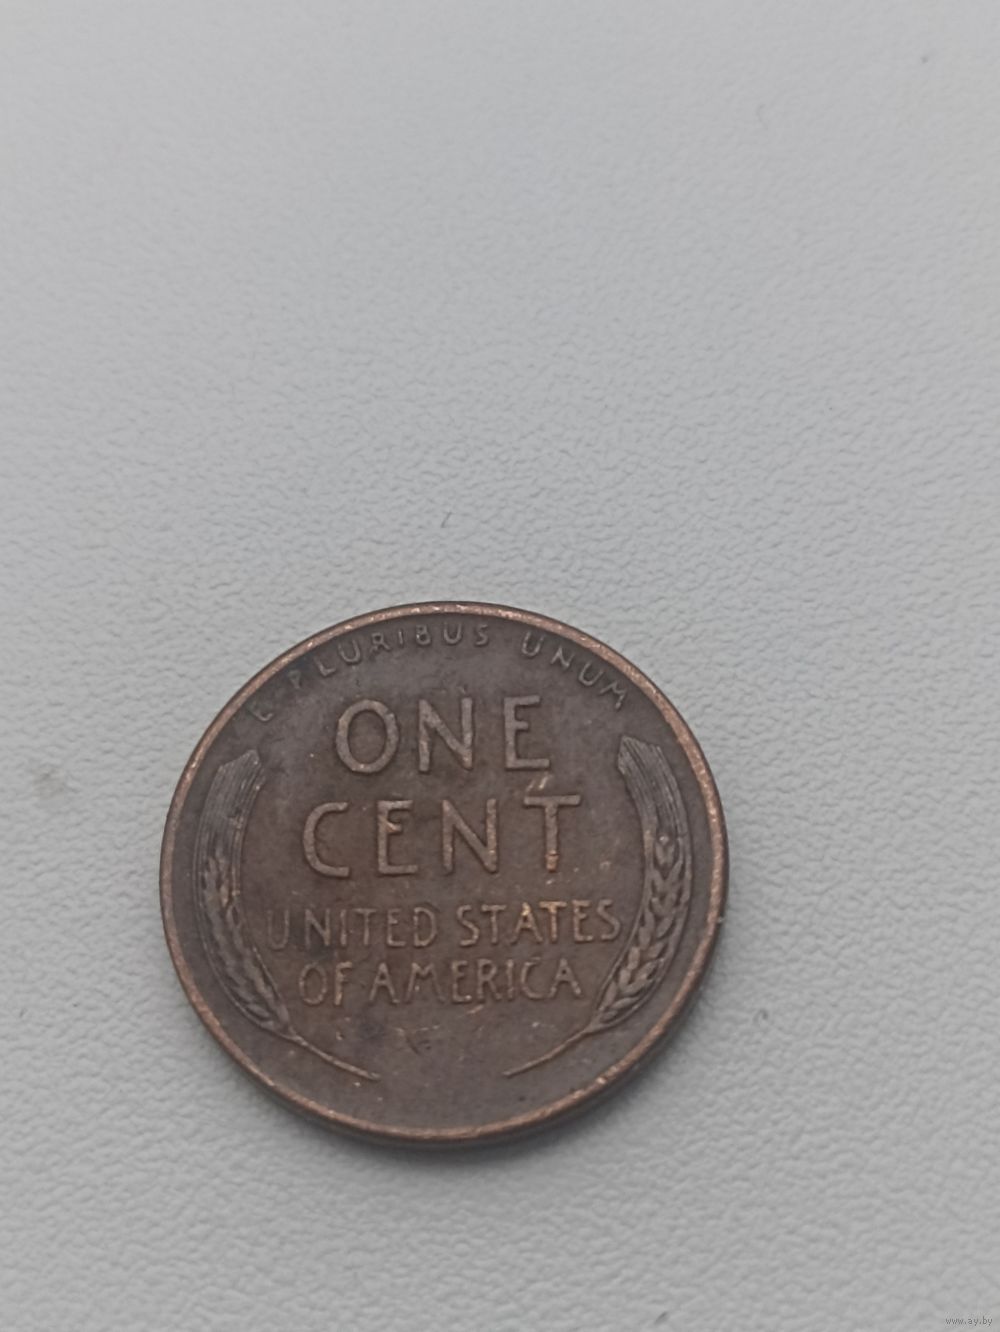 E PLURIBUS UNUM
ONE
CENT
UNITED STATES
OF AMERICA
www.ay.by